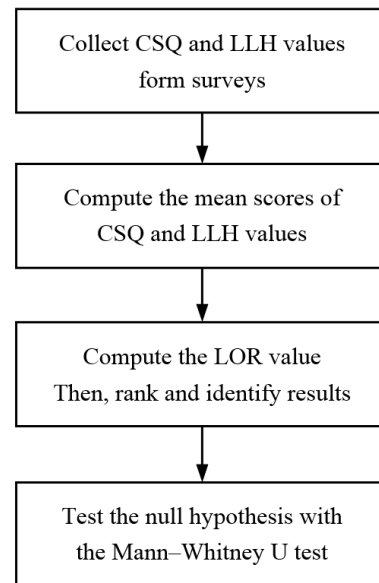 Collect CSQ and LLH values
form surveys
Compute the mean scores of
CSQ and LLH values
Compute the LOR value
Then, rank and identify results
Test the null hypothesis with
the Mann–Whitney U test